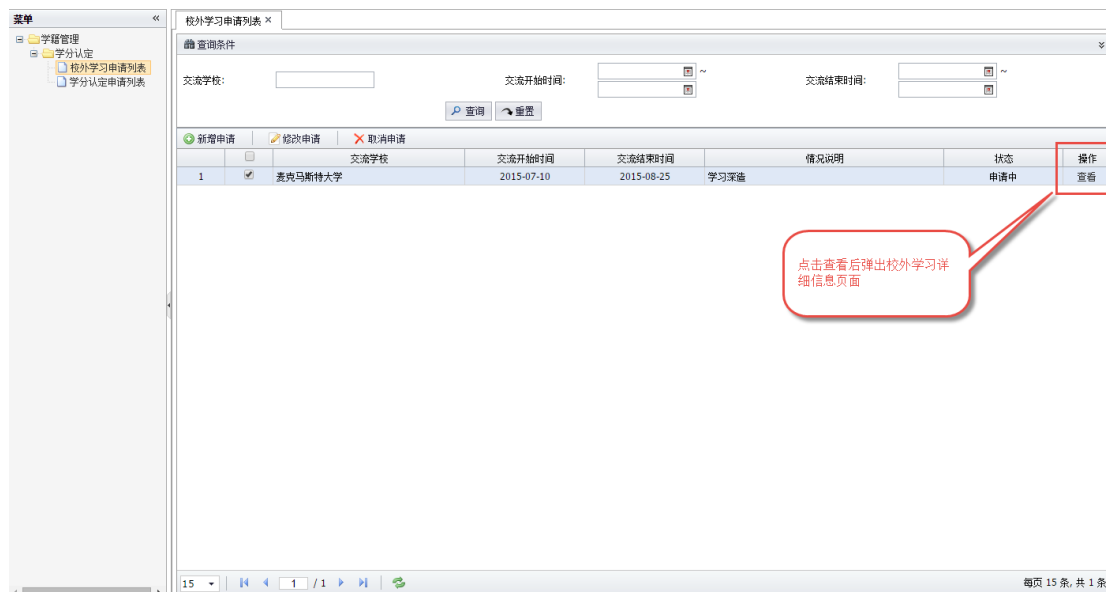 菜单 «
学籍管理
学分认定
校外学习申请列表
学分认定申请列表
校外学习申请列表 ×
查询条件
交流学校:
交流开始时间: ~
交流结束时间: ~
查询 重置
新增申请 修改申请 取消申请
交流学校 交流开始时间 交流结束时间 情况说明 状态 操作
1 麦克马斯特大学 2015-07-10 2015-08-25 学习深造 申请中 查看
点击查看后弹出校外学习详
细信息页面
15 1 / 1 每页 15 条, 共 1 条